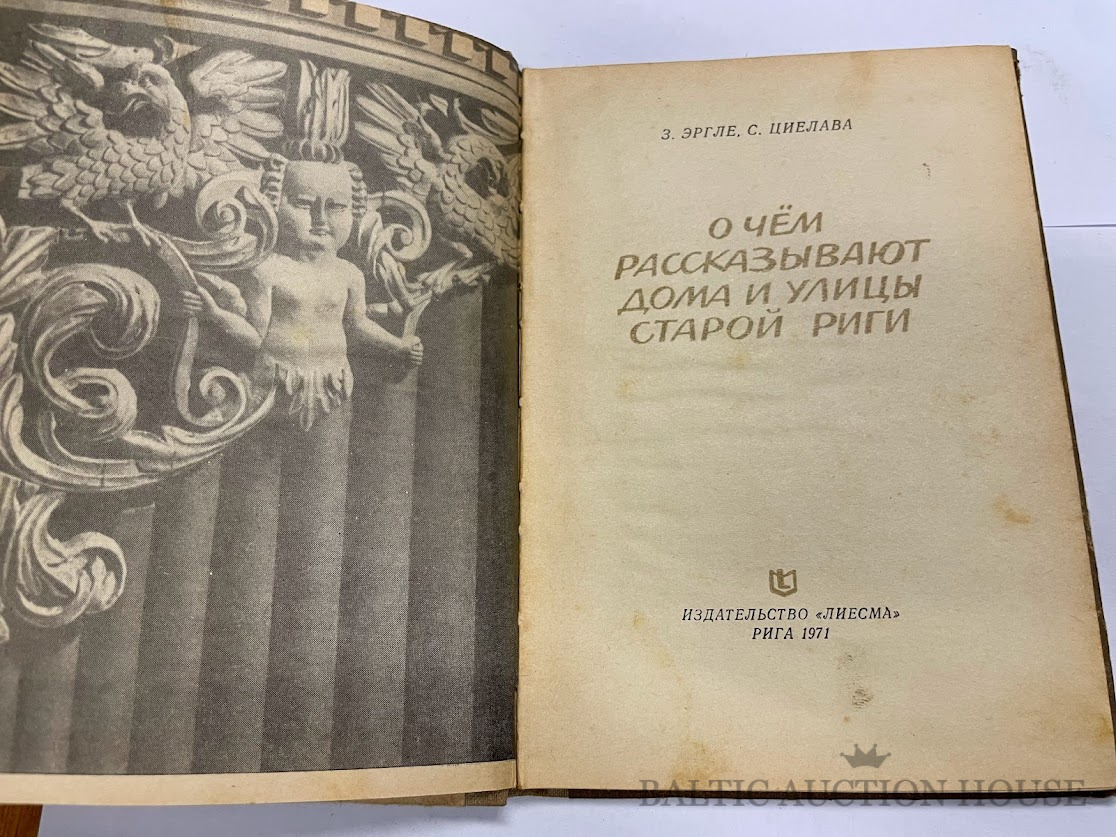 З. ЭРГЛЕ, С. ЦИЕЛАВА
О ЧЁМ
РАССКАЗЫВАЮТ
ДОМА И УЛИЦЫ
СТАРОЙ РИГИ
ИЗДАТЕЛЬСТВО «ЛИЕСМА»
РИГА 1971
BALTIC AUCTION HOUSE